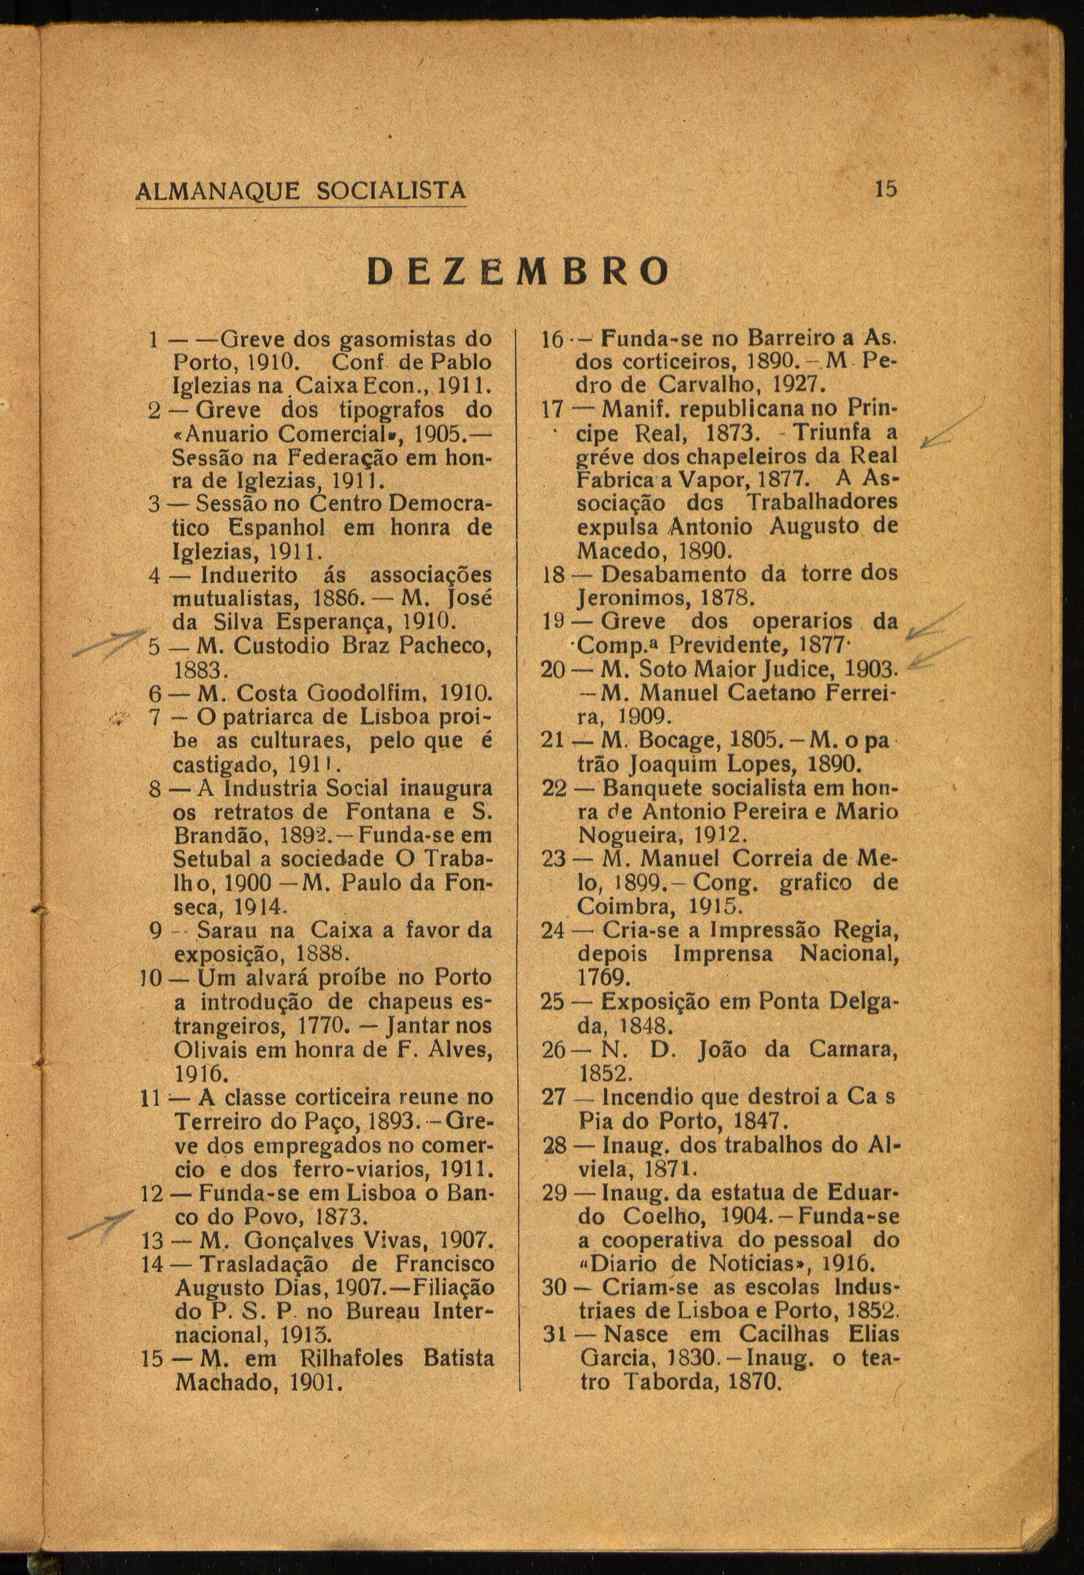 ALMANAQUE SOCIALISTA 15
DEZEMBRO
1 — —Greve dos gasomistas do
Porto, 1910. Conf. de Pablo
Iglezias na Caixa Econ., 1911.
2 — Greve dos tipografos do
«Anuario Comercial», 1905.—
Sessão na Federação em hon-
ra de Iglezias, 1911.
3 — Sessão no Centro Democra-
tico Espanhol em honra de
Iglezias, 1911.
4 — Induerito ás associações
mutualistas, 1886. — M. José
da Silva Esperança, 1910.
5 — M. Custodio Braz Pacheco,
1883.
6 — M. Costa Goodolfim, 1910.
7 — O patriarca de Lisboa proi-
be as culturaes, pelo que é
castigado, 1911.
8 — A Industria Social inaugura
os retratos de Fontana e S.
Brandão, 1892. — Funda-se em
Setubal a sociedade O Traba-
lho, 1900 — M. Paulo da Fon-
seca, 1914.
9 — Sarau na Caixa a favor da
exposição, 1888.
10 — Um alvará proíbe no Porto
a introdução de chapeus es-
trangeiros, 1770. — Jantar nos
Olivais em honra de F. Alves,
1916.
11 — A classe corticeira reune no
Terreiro do Paço, 1893. — Gre-
ve dos empregados no comer-
cio e dos ferro-viarios, 1911.
12 — Funda-se em Lisboa o Ban-
co do Povo, 1873.
13 — M. Gonçalves Vivas, 1907.
14 — Trasladação de Francisco
Augusto Dias, 1907.—Filiação
do P. S. P. no Bureau Inter-
nacional, 1913.
15 — M. em Rilhafoles Batista
Machado, 1901.
16 — Funda-se no Barreiro a As.
dos corticeiros, 1890. — M. Pe-
dro de Carvalho, 1927.
17 — Manif. republicana no Prin-
cipe Real, 1873. - Triunfa a
gréve dos chapeleiros da Real
Fabrica a Vapor, 1877. A As-
sociação dos Trabalhadores
expulsa Antonio Augusto de
Macedo, 1890.
18 — Desabamento da torre dos
Jeronimos, 1878.
19 — Greve dos operarios da
Comp.ª Previdente, 1877.
20 — M. Soto Maior Judice, 1903.
— M. Manuel Caetano Ferrei-
ra, 1909.
21 — M. Bocage, 1805. — M. o pa
trão Joaquim Lopes, 1890.
22 — Banquete socialista em hon-
ra de Antonio Pereira e Mario
Nogueira, 1912.
23 — M. Manuel Correia de Me-
lo, 1899. — Cong. grafico de
Coimbra, 1915.
24 — Cria-se a Impressão Regia,
depois Imprensa Nacional,
1769.
25 — Exposição em Ponta Delga-
da, 1848.
26 — N. D. João da Camara,
1852.
27 — Incendio que destroi a Ca s
Pia do Porto, 1847.
28 — Inaug. dos trabalhos do Al-
viela, 1871.
29 — Inaug. da estatua de Eduar-
do Coelho, 1904. — Funda-se
a cooperativa do pessoal do
«Diario de Noticias», 1916.
30 — Criam-se as escolas Indus-
triaes de Lisboa e Porto, 1852.
31 — Nasce em Cacilhas Elias
Garcia, 1830. — Inaug. o tea-
tro Taborda, 1870.